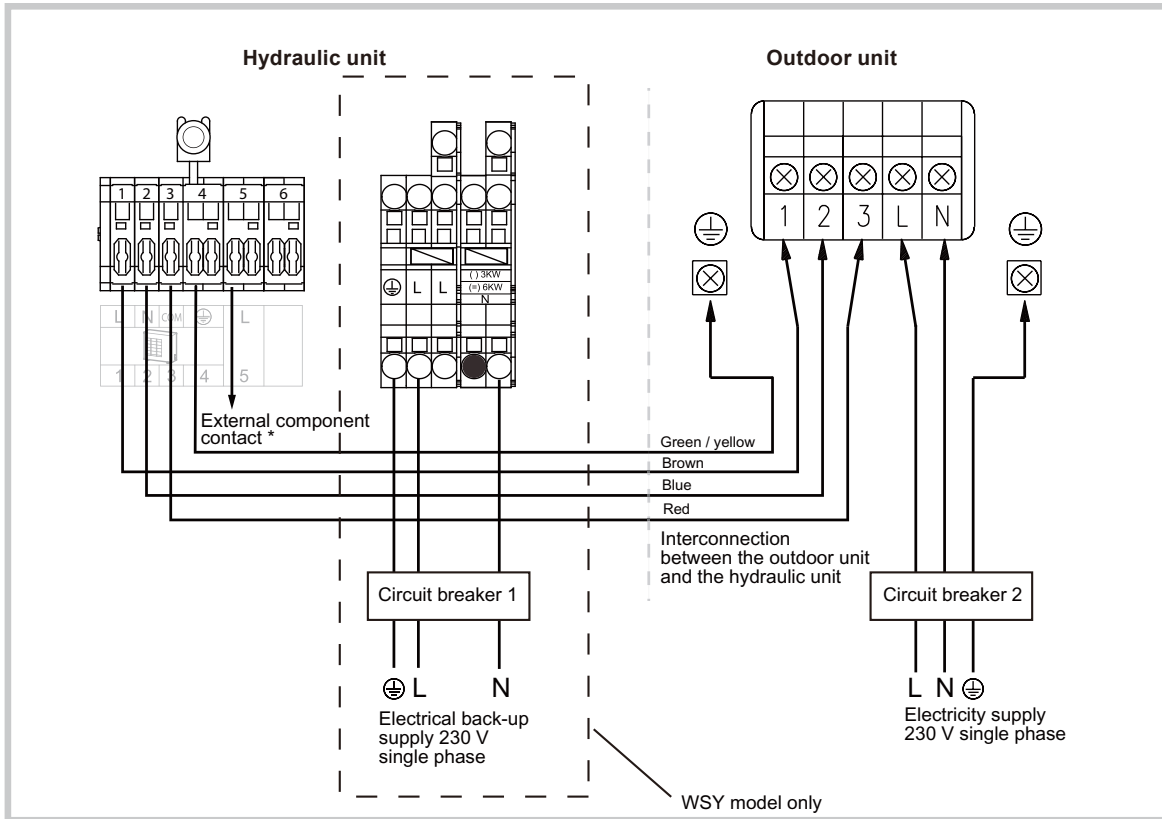 Hydraulic unit
Outdoor unit
1 2 3 4 5 6
L N COM L
1 2 3 4 5
External component
contact *
( ) 3KW
(=) 6KW
L L N
1 2 3 L N
Green / yellow
Brown
Blue
Red
Interconnection
between the outdoor unit
and the hydraulic unit
Circuit breaker 1
Circuit breaker 2
L N
Electrical back-up
supply 230 V
single phase
L N
Electricity supply
230 V single phase
WSY model only